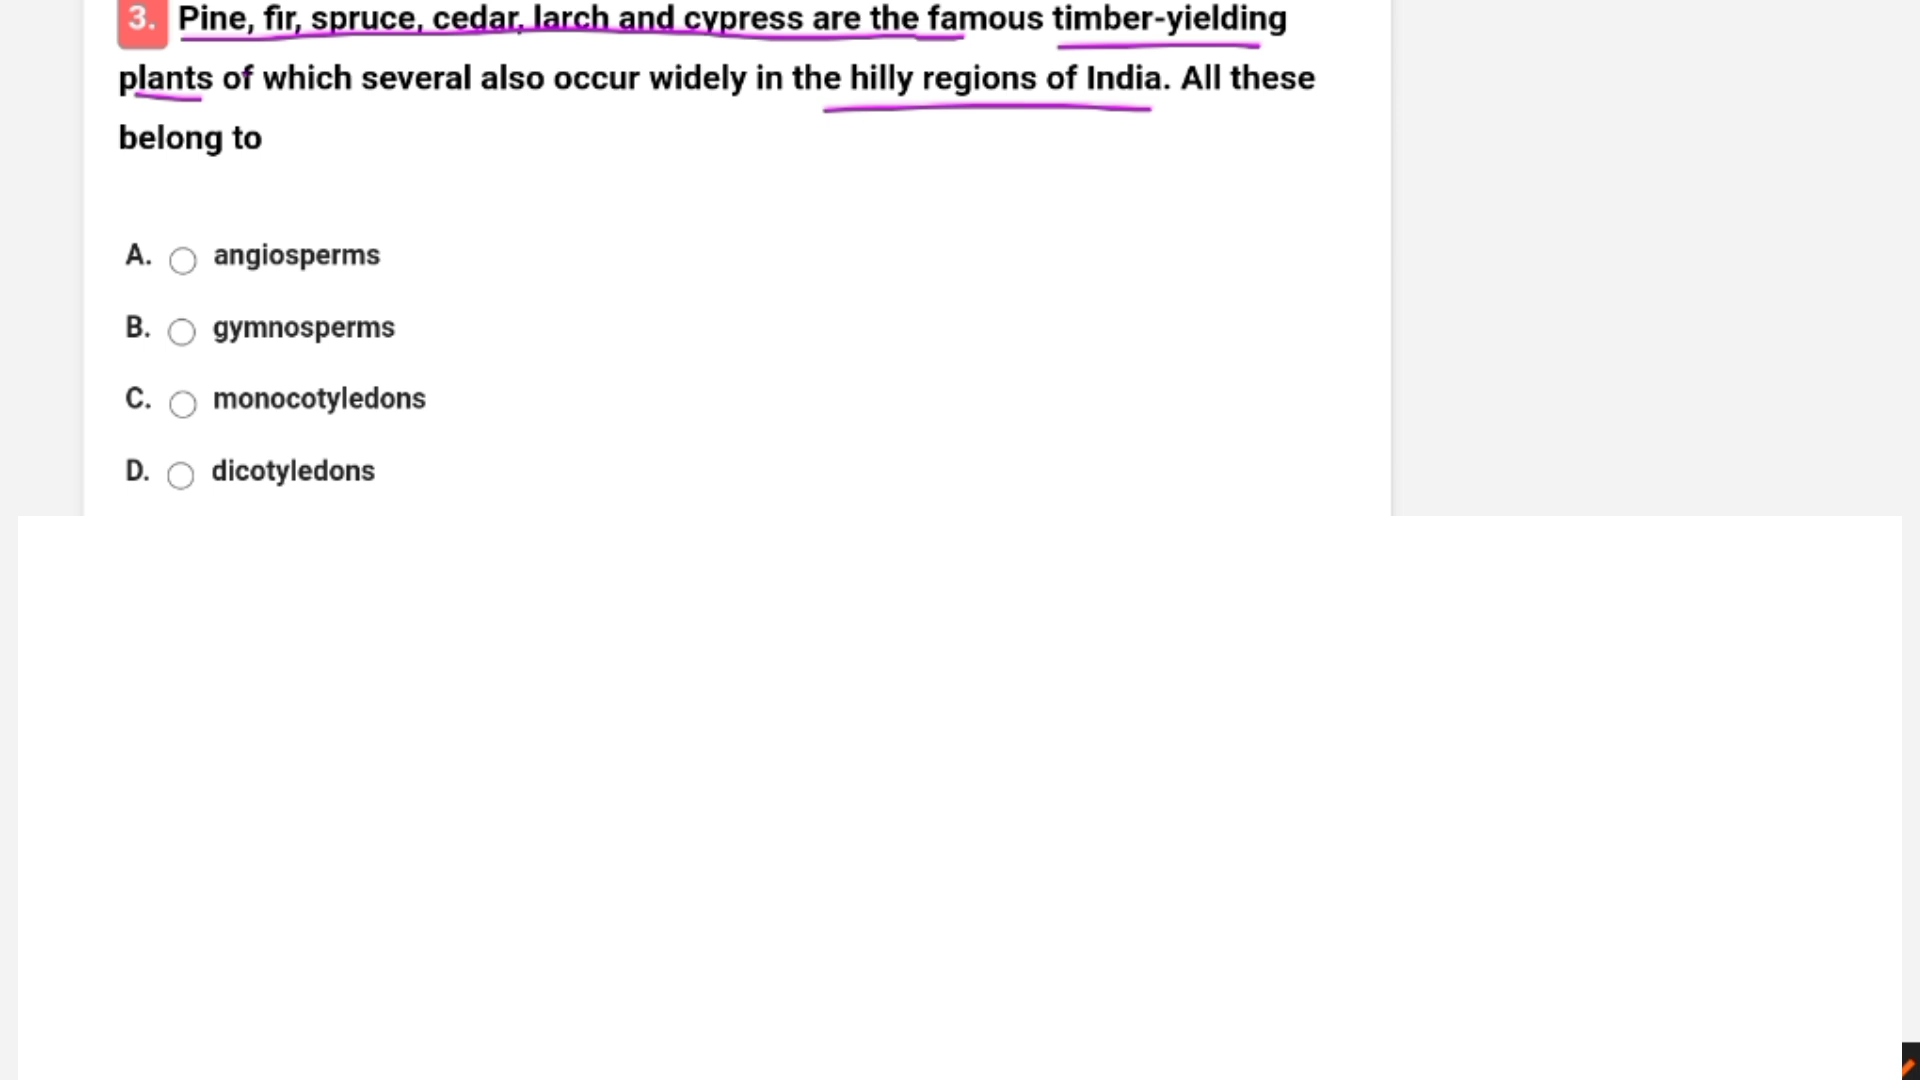 3. Pine, fir, spruce, cedar, larch and cypress are the famous timber-yielding
plants of which several also occur widely in the hilly regions of India. All these
belong to
A. angiosperms
B. gymnosperms
C. monocotyledons
D. dicotyledons